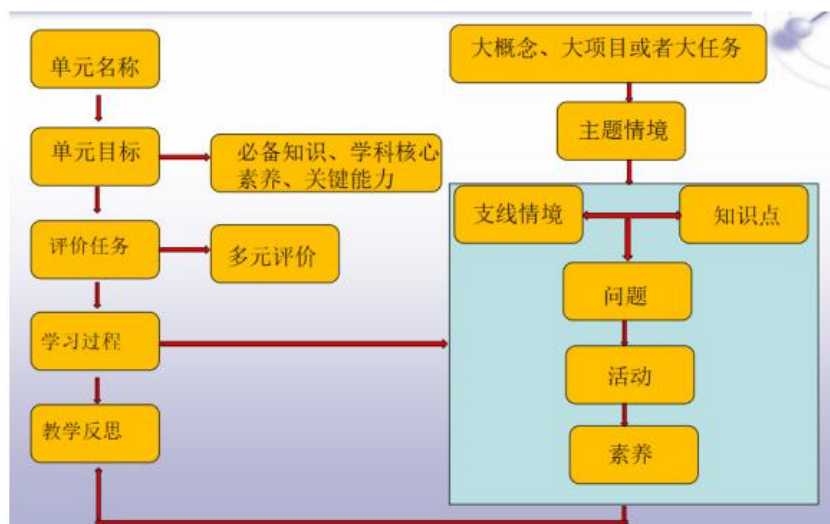 单元名称
单元目标
必备知识、学科核心
素养、关键能力
评价任务
多元评价
学习过程
教学反思
大概念、大项目或者大任务
主题情境
支线情境
知识点
问题
活动
素养